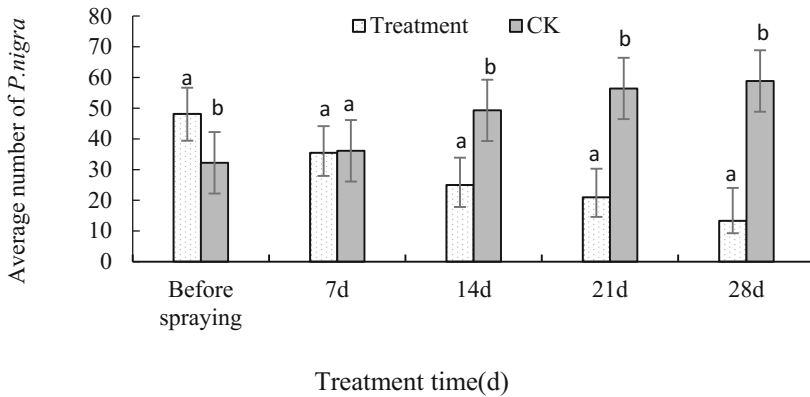 Average number of P.nigra
80
70
60
50
40
30
20
10
0
Treatment CK
a b
a a
a b
a b
a b
Before spraying
7d
14d
21d
28d
Treatment time(d)